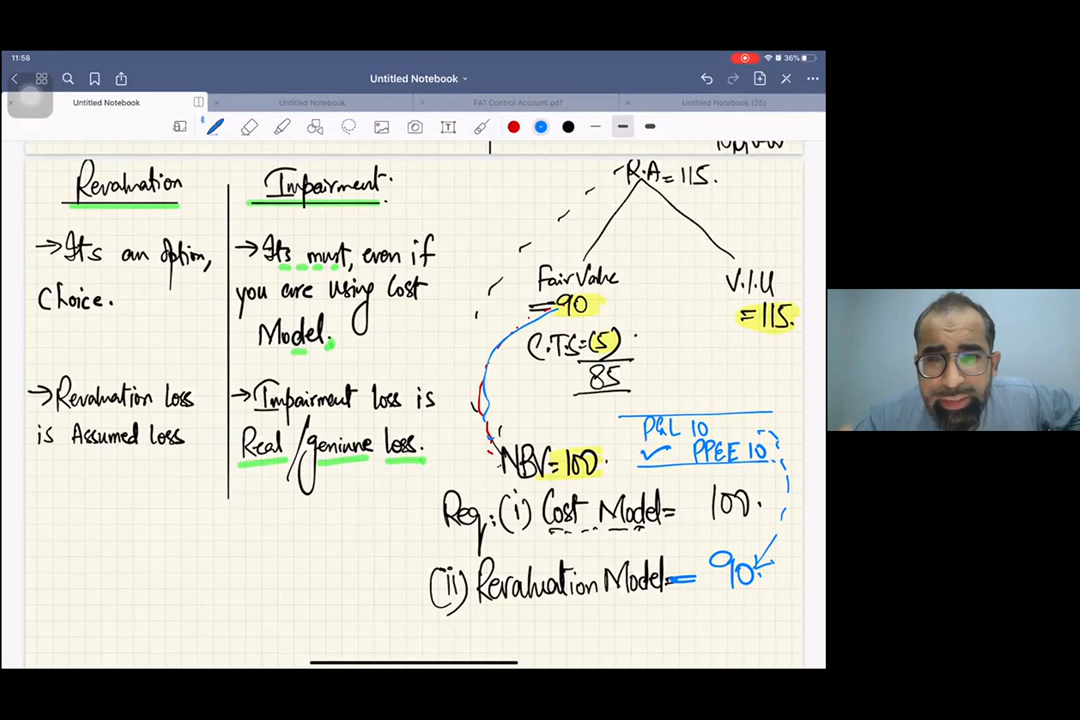 11:58
36%
Untitled Notebook
Untitled Notebook
Untitled Notebook
FA1 Control Account.pdf
Untitled Notebook (25)
Revaluation
→ Its an option,
Choice.
→ Revaluation Loss
is Assumed Loss
Impairment:
→ Its must, even if
you are using Cost
Model.
→ Impairment loss is
Real/geniune loss.
R.A = 115.
Fair Value
= 90
C.T.S = (5)
85
V.I.U
= 115.
NBV = 100.
P&L 10
✓ PP&E 10
Req: (i) Cost Model = 100.
(ii) Revaluation Model = 90.